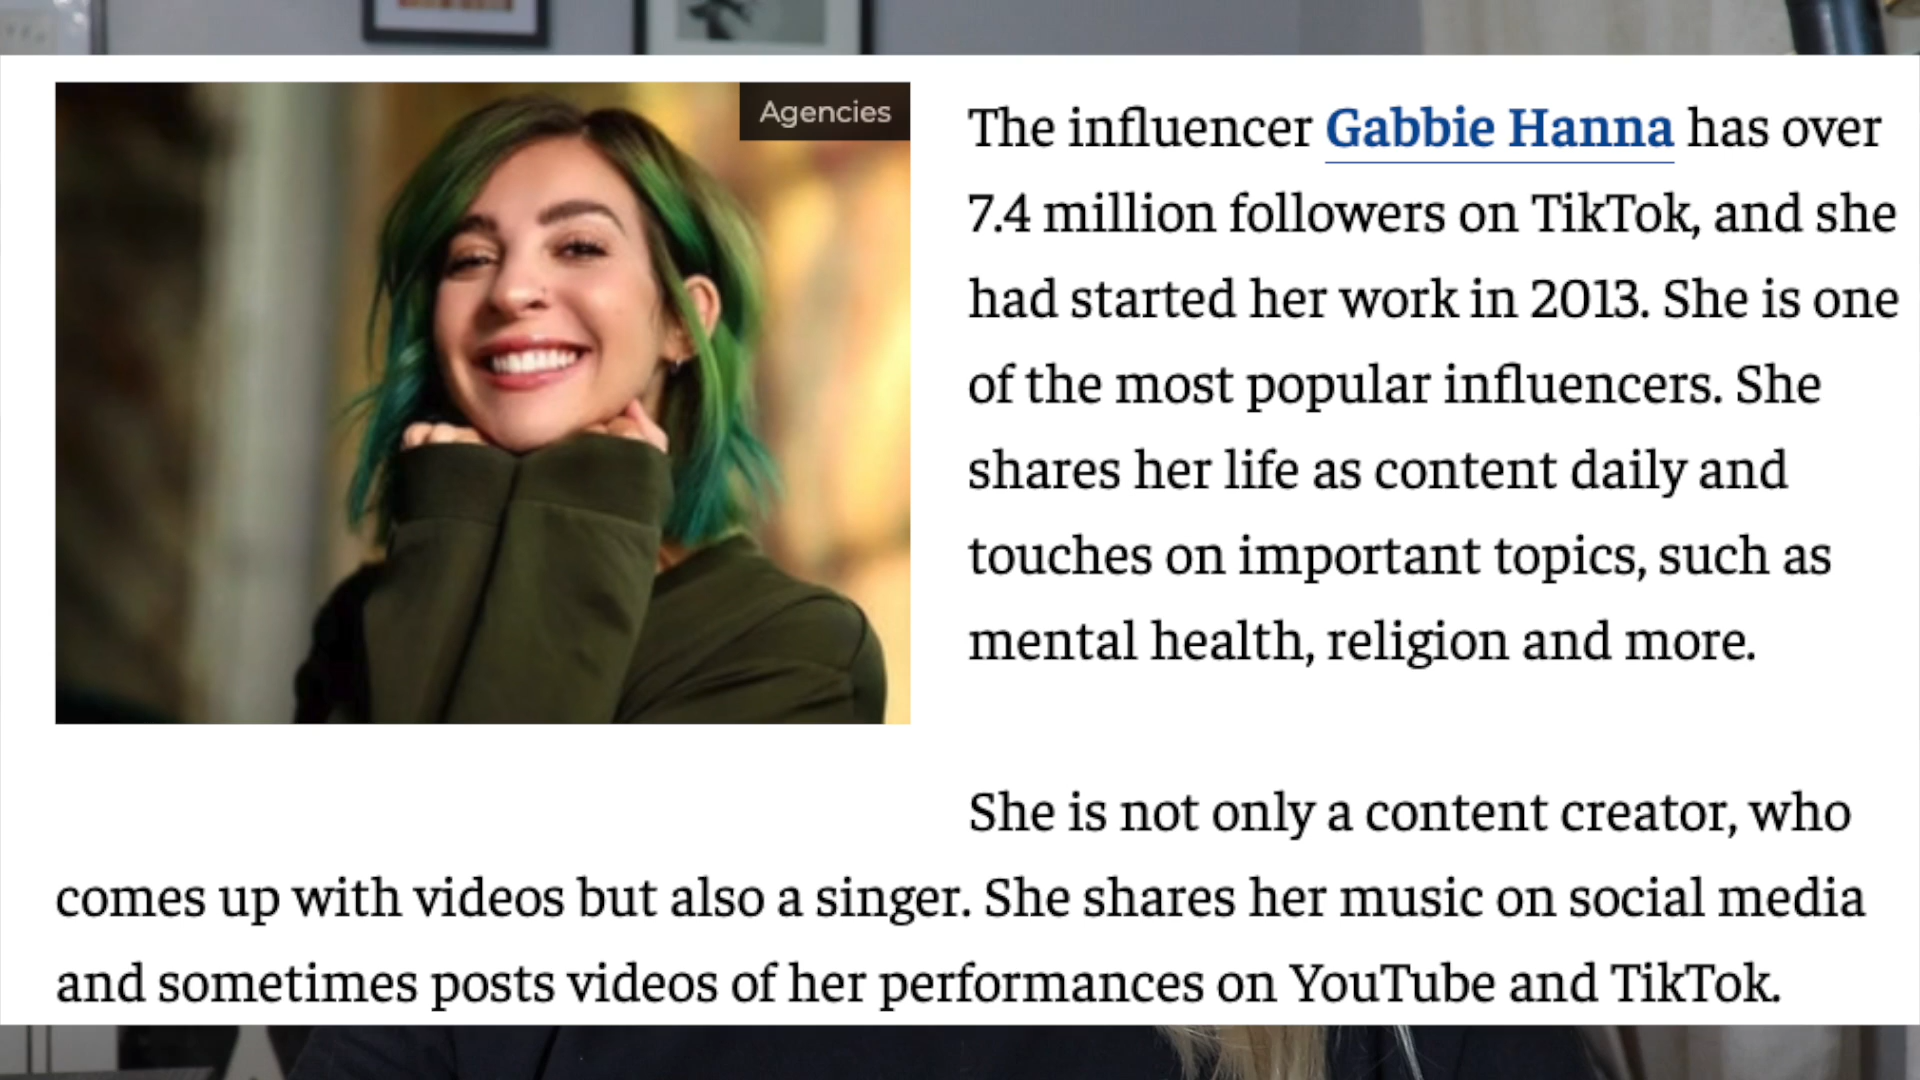 Agencies
The influencer Gabbie Hanna has over
7.4 million followers on TikTok, and she
had started her work in 2013. She is one
of the most popular influencers. She
shares her life as content daily and
touches on important topics, such as
mental health, religion and more.
She is not only a content creator, who
comes up with videos but also a singer. She shares her music on social media
and sometimes posts videos of her performances on YouTube and TikTok.